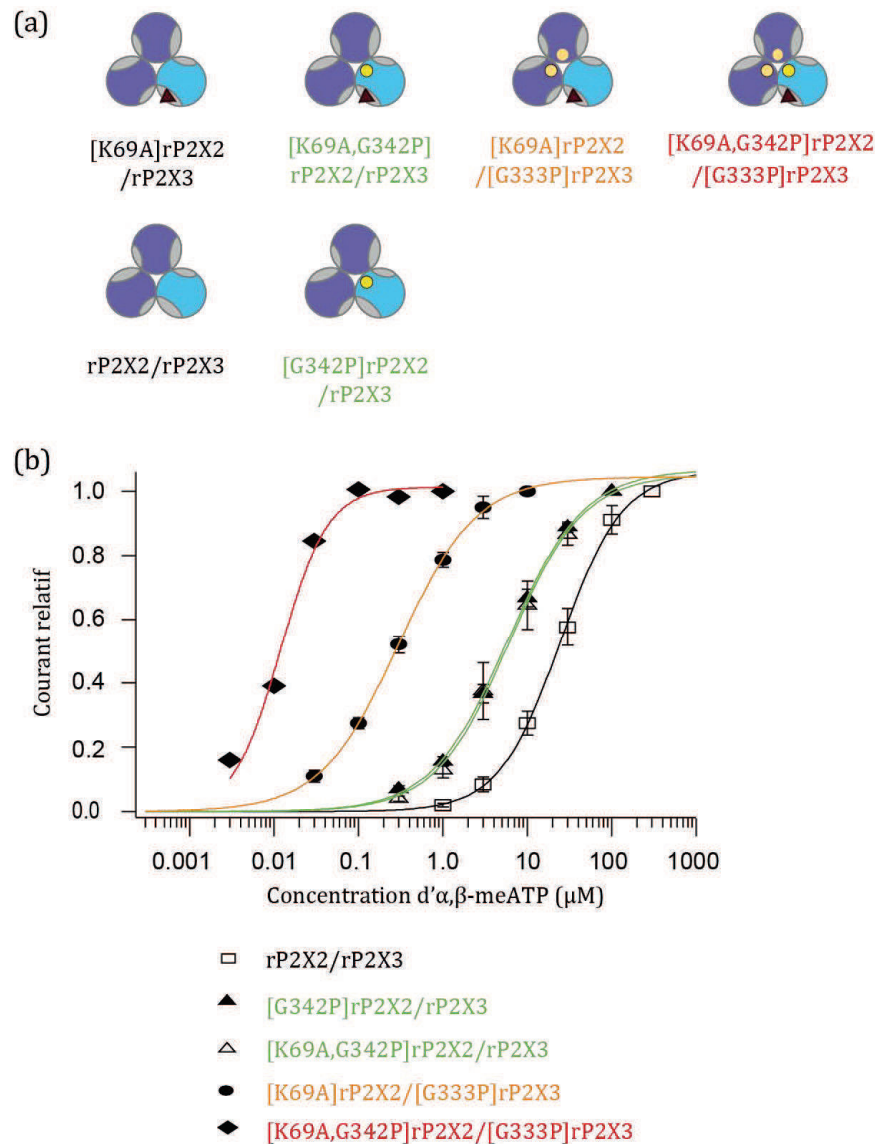 (a)
[K69A]rP2X2
/rP2X3
[K69A,G342P]
rP2X2/rP2X3
[K69A]rP2X2
/[G333P]rP2X3
[K69A,G342P]rP2X2
/[G333P]rP2X3
rP2X2/rP2X3
[G342P]rP2X2
/rP2X3
(b)
Courant relatif
1.0
0.8
0.6
0.4
0.2
0.0
0.001 0.01 0.1 1.0 10 100 1000
Concentration d'α,β-meATP (μM)
rP2X2/rP2X3
[G342P]rP2X2/rP2X3
[K69A,G342P]rP2X2/rP2X3
[K69A]rP2X2/[G333P]rP2X3
[K69A,G342P]rP2X2/[G333P]rP2X3